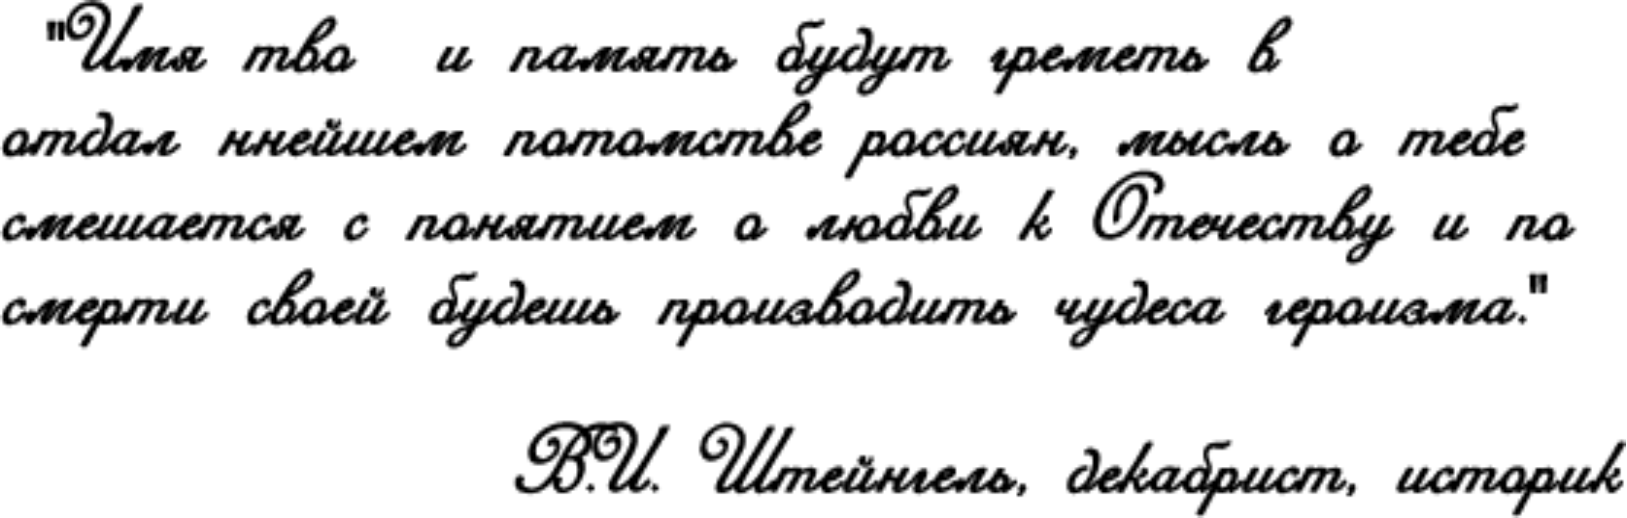 "Имя тво  и память будут греметь в
отдал ннейшем потомстве россиян, мысль о тебе
смешается с понятием о любви к Отечеству и по
смерти своей будешь производить чудеса героизма."
В.И. Штейнгель, декабрист, историк